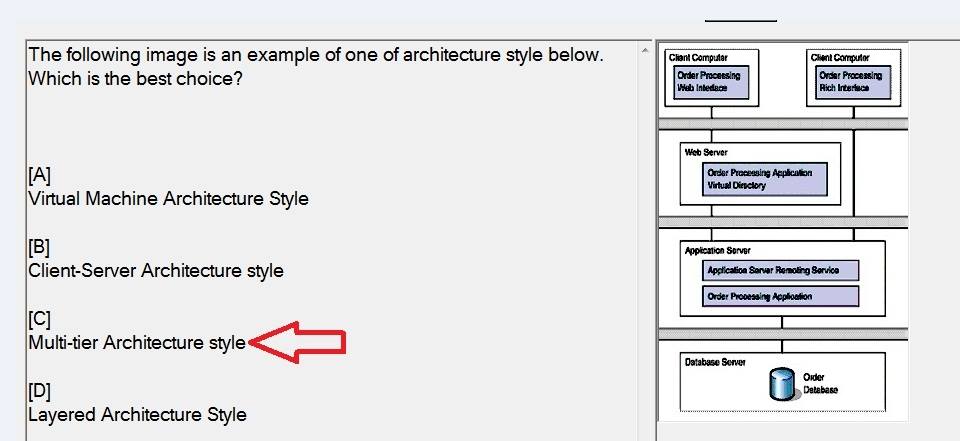 The following image is an example of one of architecture style below.
Which is the best choice?
[A]
Virtual Machine Architecture Style
[B]
Client-Server Architecture style
[C]
Multi-tier Architecture style
[D]
Layered Architecture Style
Client Computer
Order Processing
Web Interface
Client Computer
Order Processing
Rich Interface
Web Server
Order Processing Application
Virtual Directory
Application Server
Application Server Remoting Service
Order Processing Application
Database Server
Order
Database